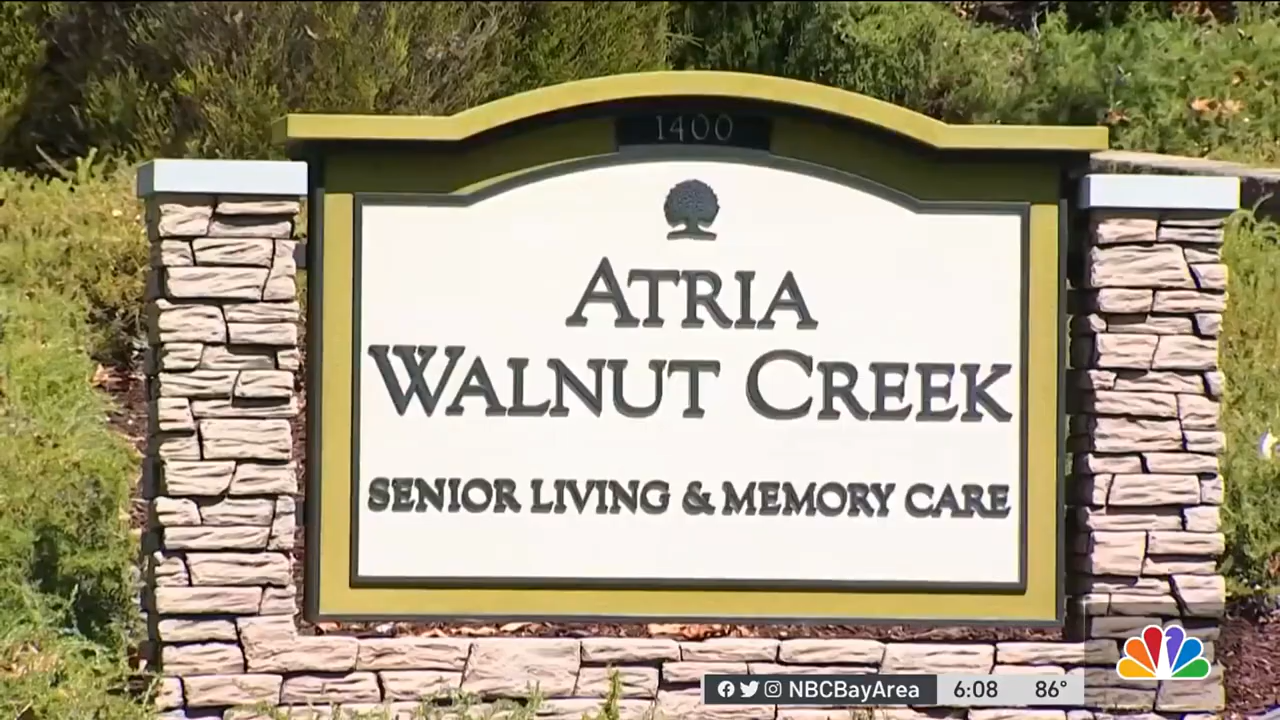 1400
ATRIA
WALNUT CREEK
SENIOR LIVING & MEMORY CARE
NBCBayArea 6:08 86°